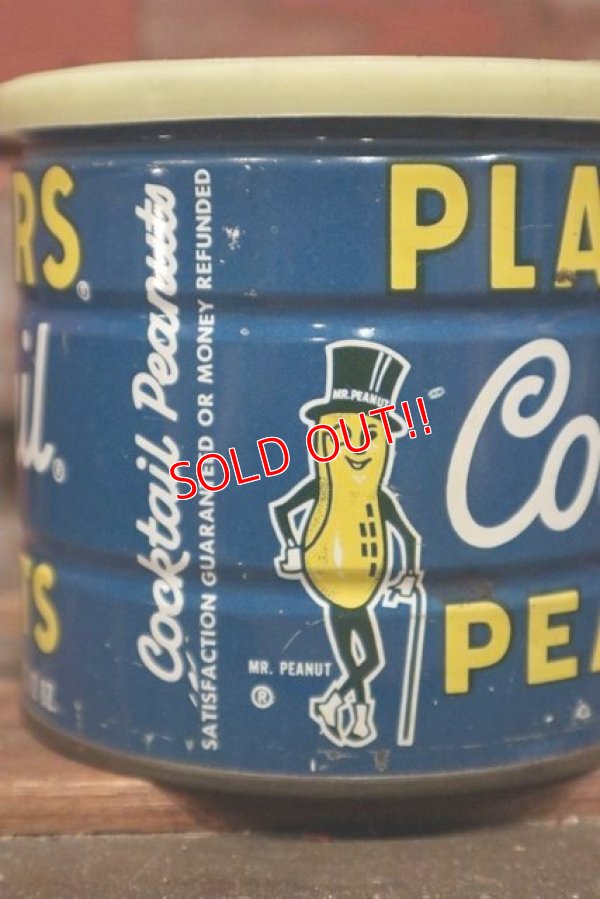 RS®
PLA
il®
Co
TS
PEA
OZ.
Cocktail Peanuts
SATISFACTION GUARANTEED OR MONEY REFUNDED
MR. PEANUT
MR. PEANUT
®
SOLD OUT!!